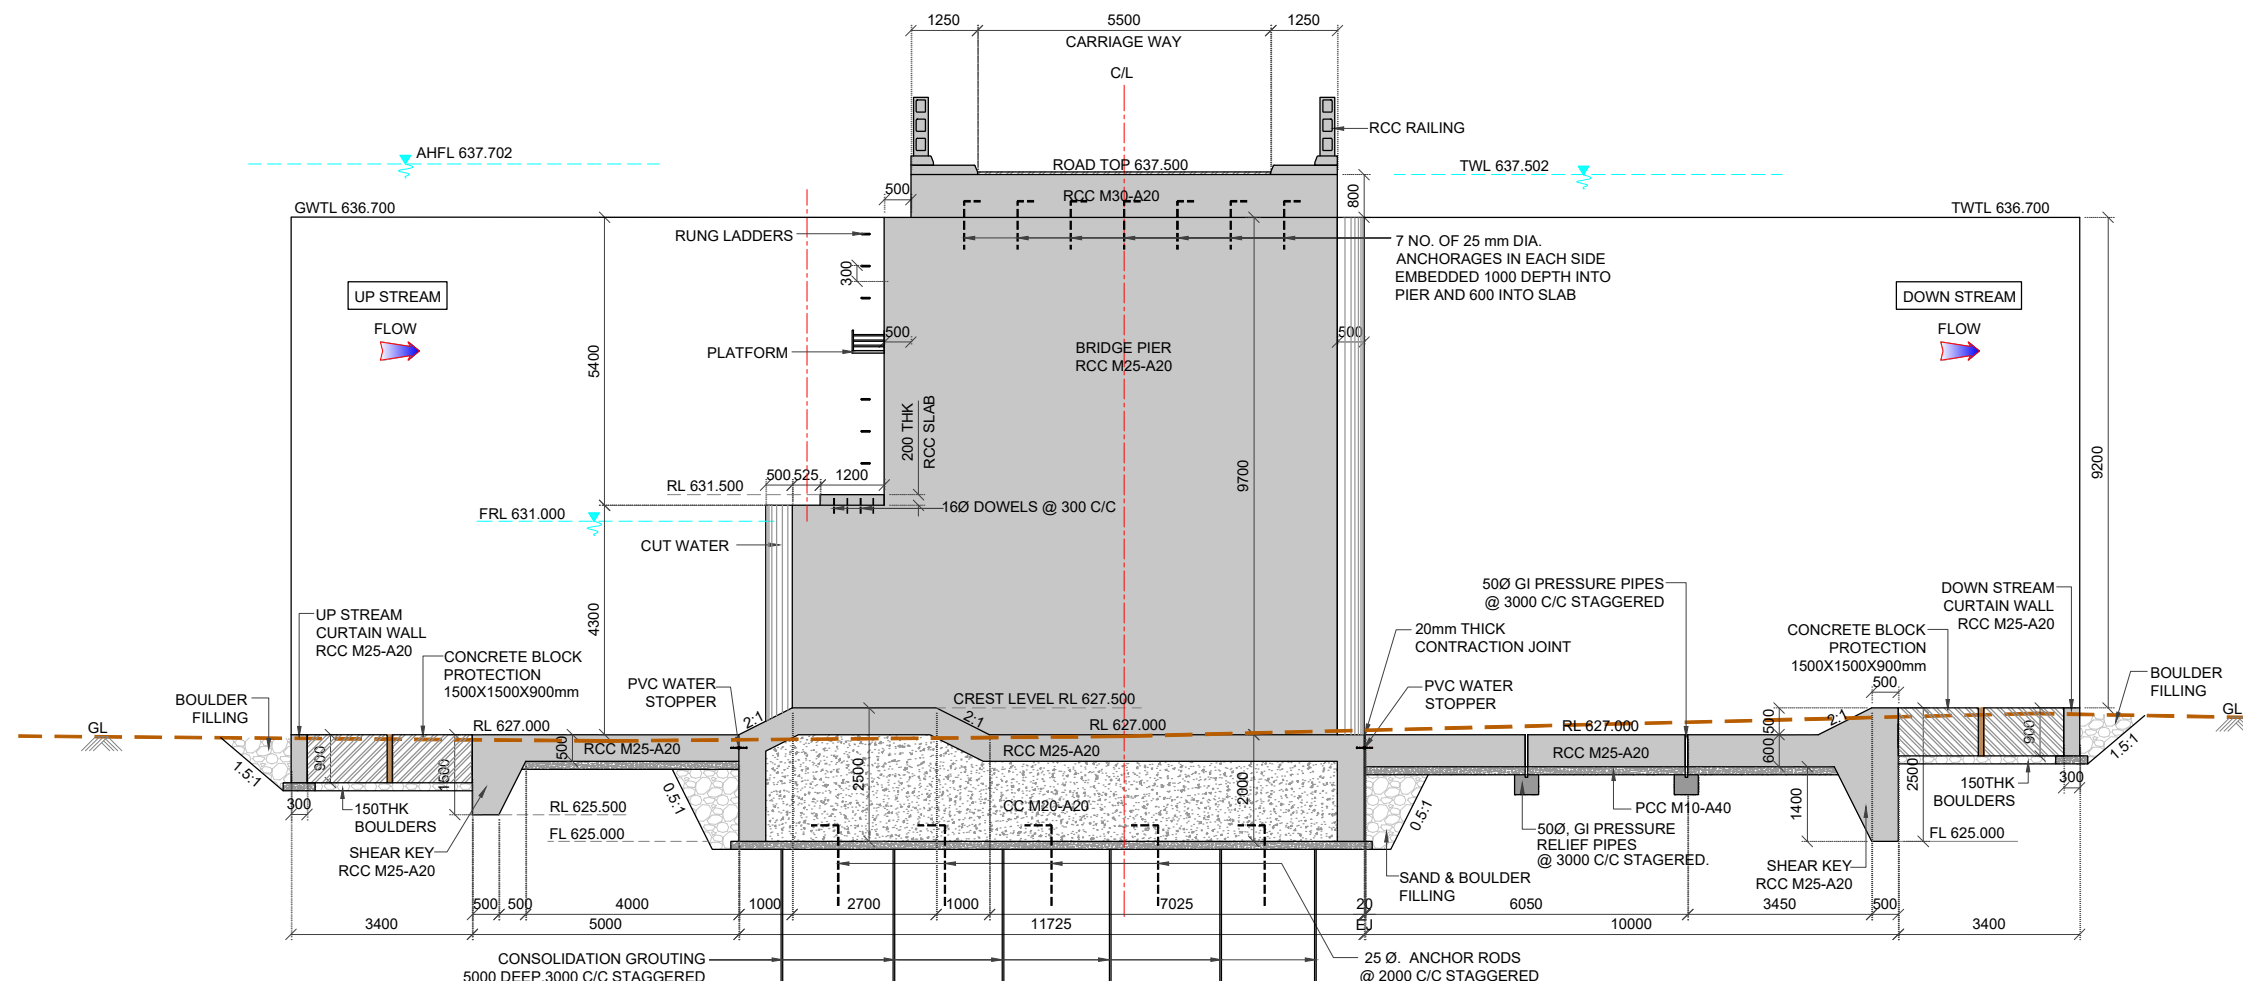 1250
5500
1250
CARRIAGE WAY
C/L
RCC RAILING
AHFL 637.702
ROAD TOP 637.500
TWL 637.502
500
RCC M30-A20
800
GWTL 636.700
TWTL 636.700
RUNG LADDERS
7 NO. OF 25 mm DIA.
ANCHORAGES IN EACH SIDE
EMBEDDED 1000 DEPTH INTO
PIER AND 600 INTO SLAB
300
UP STREAM
FLOW
DOWN STREAM
FLOW
500
500
PLATFORM
BRIDGE PIER
RCC M25-A20
5400
200 THK
RCC SLAB
9700
9200
500
525
1200
RL 631.500
16Ø DOWELS @ 300 C/C
FRL 631.000
CUT WATER
4300
50Ø GI PRESSURE PIPES
@ 3000 C/C STAGGERED
DOWN STREAM
CURTAIN WALL
RCC M25-A20
UP STREAM
CURTAIN WALL
RCC M25-A20
20mm THICK
CONTRACTION JOINT
CONCRETE BLOCK
PROTECTION
1500X1500X900mm
CONCRETE BLOCK
PROTECTION
1500X1500X900mm
BOULDER
FILLING
PVC WATER
STOPPER
CREST LEVEL RL 627.500
PVC WATER
STOPPER
500
BOULDER
FILLING
GL
RL 627.000
2:1
2:1
RL 627.000
RL 627.000
2:1
GL
500
RCC M25-A20
RCC M25-A20
RCC M25-A20
600
500
900
1500
900
1.5:1
1.5:1
300
150THK
BOULDERS
RL 625.500
0.5:1
2500
CC M20-A20
2000
0.5:1
PCC M10-A40
1400
2500
150THK
BOULDERS
300
FL 625.000
50Ø, GI PRESSURE
RELIEF PIPES
@ 3000 C/C STAGERED.
FL 625.000
SHEAR KEY
RCC M25-A20
SAND & BOULDER
FILLING
SHEAR KEY
RCC M25-A20
500
500
4000
1000
2700
1000
7025
20
6050
3450
500
3400
5000
11725
EJ
10000
3400
CONSOLIDATION GROUTING
5000 DEEP,3000 C/C STAGGERED
25 Ø. ANCHOR RODS
@ 2000 C/C STAGGERED